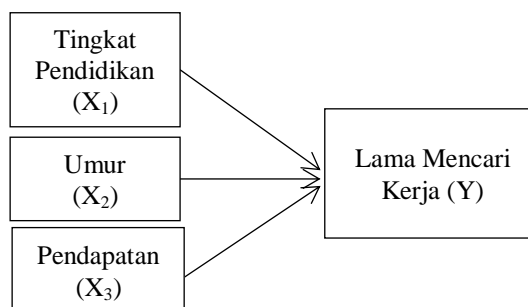 Tingkat
Pendidikan
(X₁)
Umur
(X₂)
Pendapatan
(X₃)
Lama Mencari
Kerja (Y)